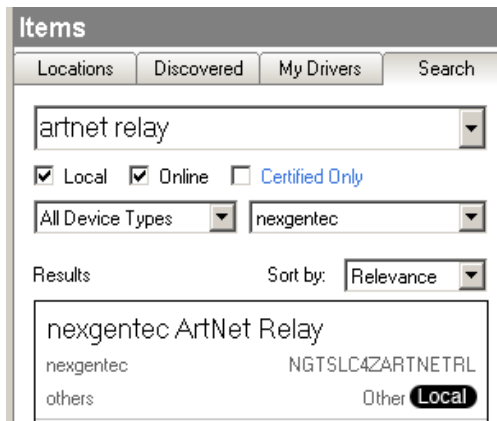 Items
Locations Discovered My Drivers Search
artnet relay
Local Online Certified Only
All Device Types nexgentec
Results Sort by: Relevance
nexgentec ArtNet Relay
nexgentec NGTSLC4ZARTNETRL
others Other Local